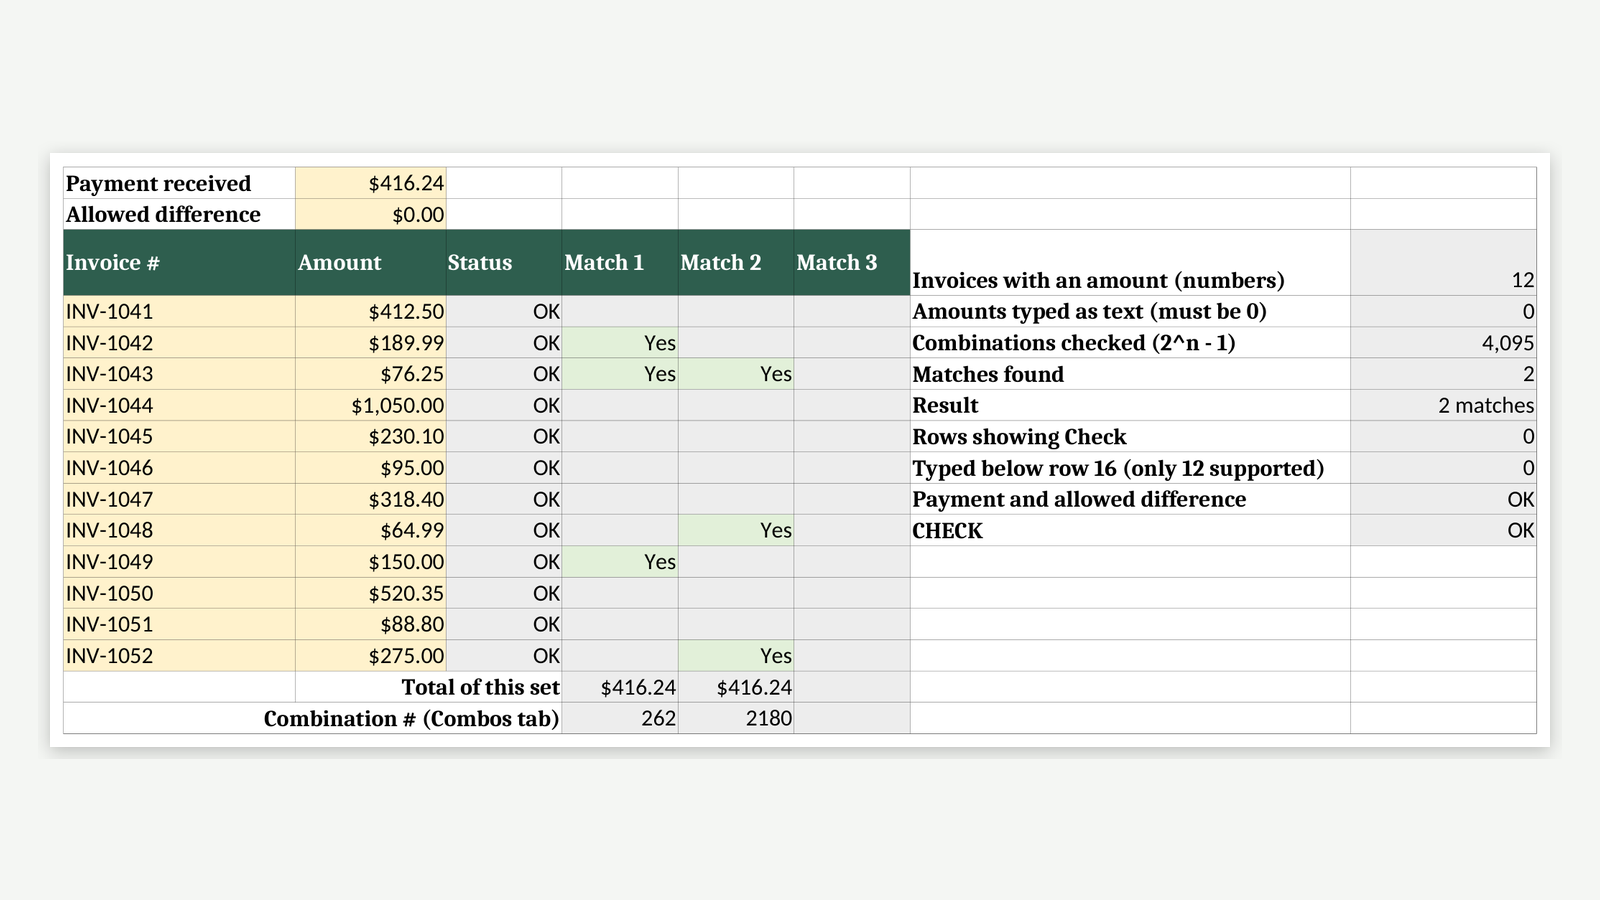 Payment received $416.24
Allowed difference $0.00
Invoice # Amount Status Match 1 Match 2 Match 3 Invoices with an amount (numbers) 12
INV-1041 $412.50 OK Amounts typed as text (must be 0) 0
INV-1042 $189.99 OK Yes Combinations checked (2^n - 1) 4,095
INV-1043 $76.25 OK Yes Yes Matches found 2
INV-1044 $1,050.00 OK Result 2 matches
INV-1045 $230.10 OK Rows showing Check 0
INV-1046 $95.00 OK Typed below row 16 (only 12 supported) 0
INV-1047 $318.40 OK Payment and allowed difference OK
INV-1048 $64.99 OK Yes CHECK OK
INV-1049 $150.00 OK Yes
INV-1050 $520.35 OK
INV-1051 $88.80 OK
INV-1052 $275.00 OK Yes
Total of this set $416.24 $416.24
Combination # (Combos tab) 262 2180